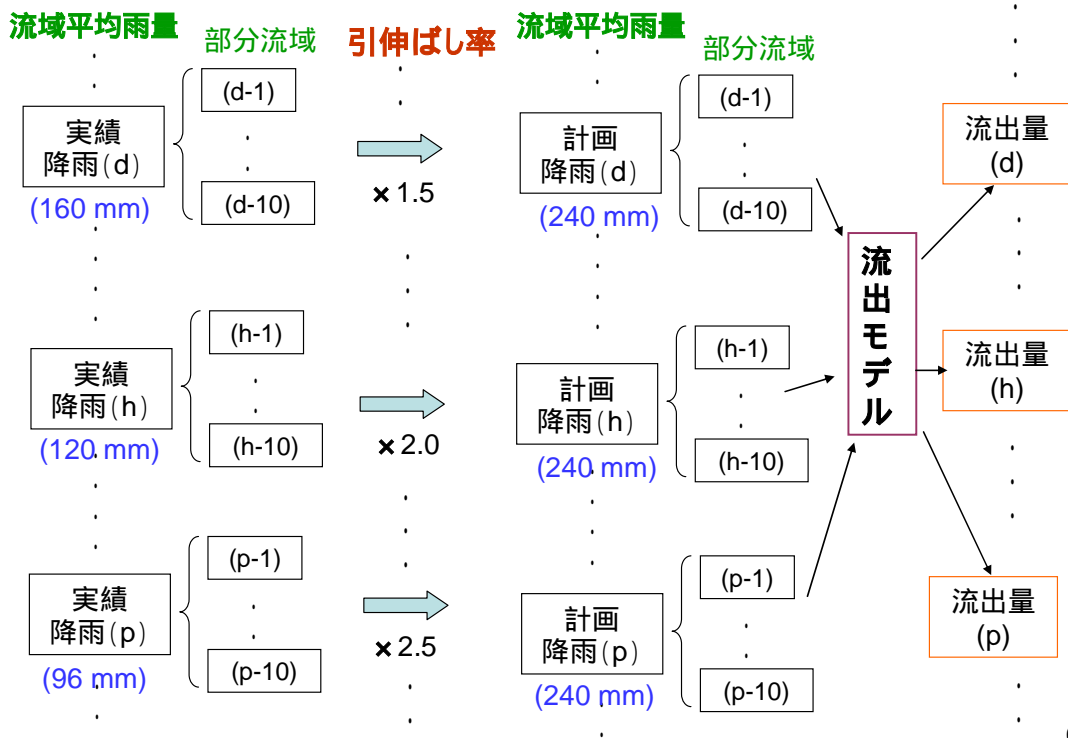 流域平均雨量
部分流域
引伸ばし率
流域平均雨量
部分流域
実績
降雨(d)
(160 mm)
(d-1)
(d-10)
×1.5
計画
降雨(d)
(240 mm)
(d-1)
(d-10)
流出量
(d)
実績
降雨(h)
(120 mm)
(h-1)
(h-10)
×2.0
計画
降雨(h)
(240 mm)
(h-1)
(h-10)
流出モデル
流出量
(h)
実績
降雨(p)
(96 mm)
(p-1)
(p-10)
×2.5
計画
降雨(p)
(240 mm)
(p-1)
(p-10)
流出量
(p)